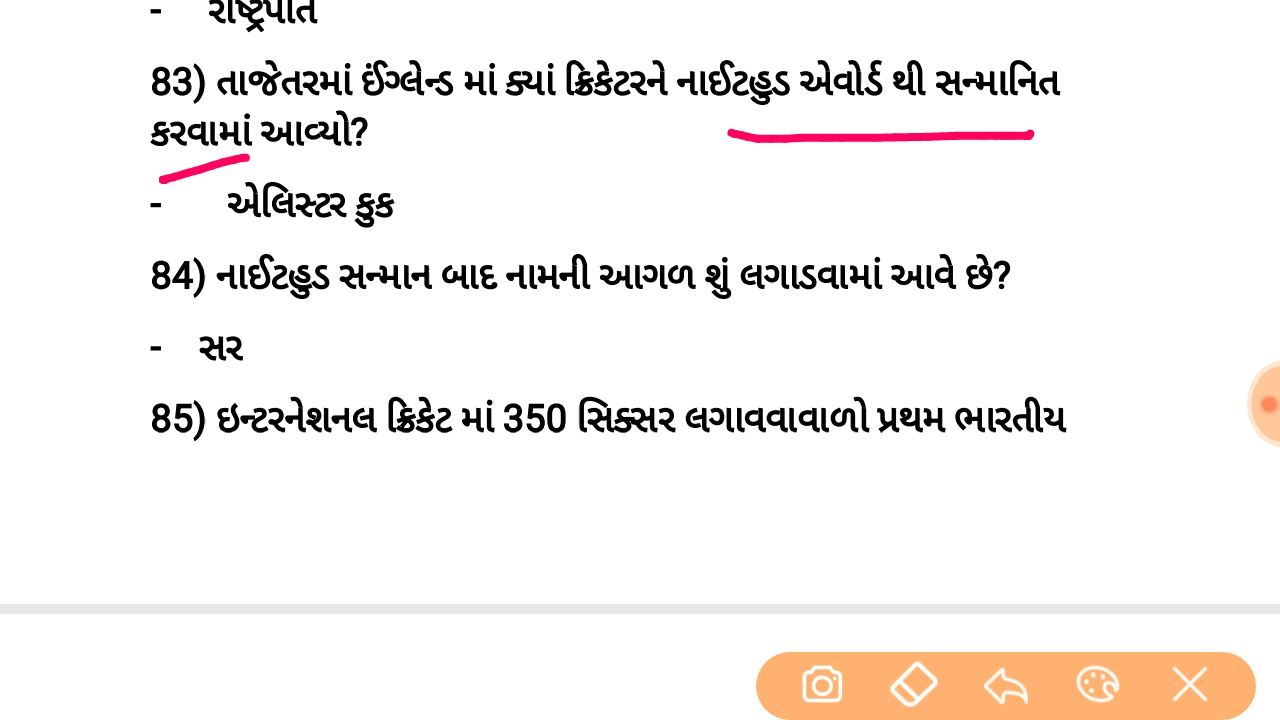 - રાષ્ટ્રપતિ
83) તાજેતરમાં ઈંગ્લેન્ડ માં ક્યાં ક્રિકેટરને નાઈટહુડ એવોર્ડ થી સન્માનિત
કરવામાં આવ્યો?
- એલિસ્ટર કુક
84) નાઈટહુડ સન્માન બાદ નામની આગળ શું લગાડવામાં આવે છે?
- સર
85) ઇન્ટરનેશનલ ક્રિકેટ માં 350 સિક્સર લગાવવાવાળો પ્રથમ ભારતીય